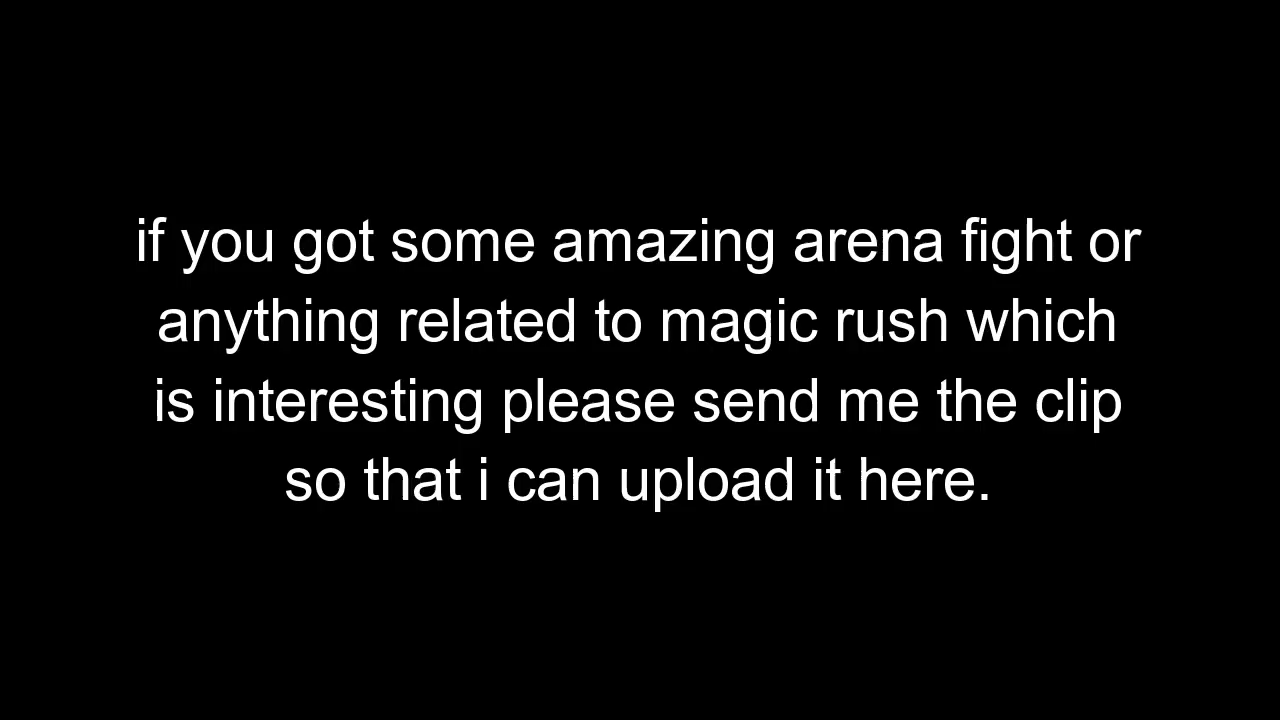 if you got some amazing arena fight or
anything related to magic rush which
is interesting please send me the clip
so that i can upload it here.